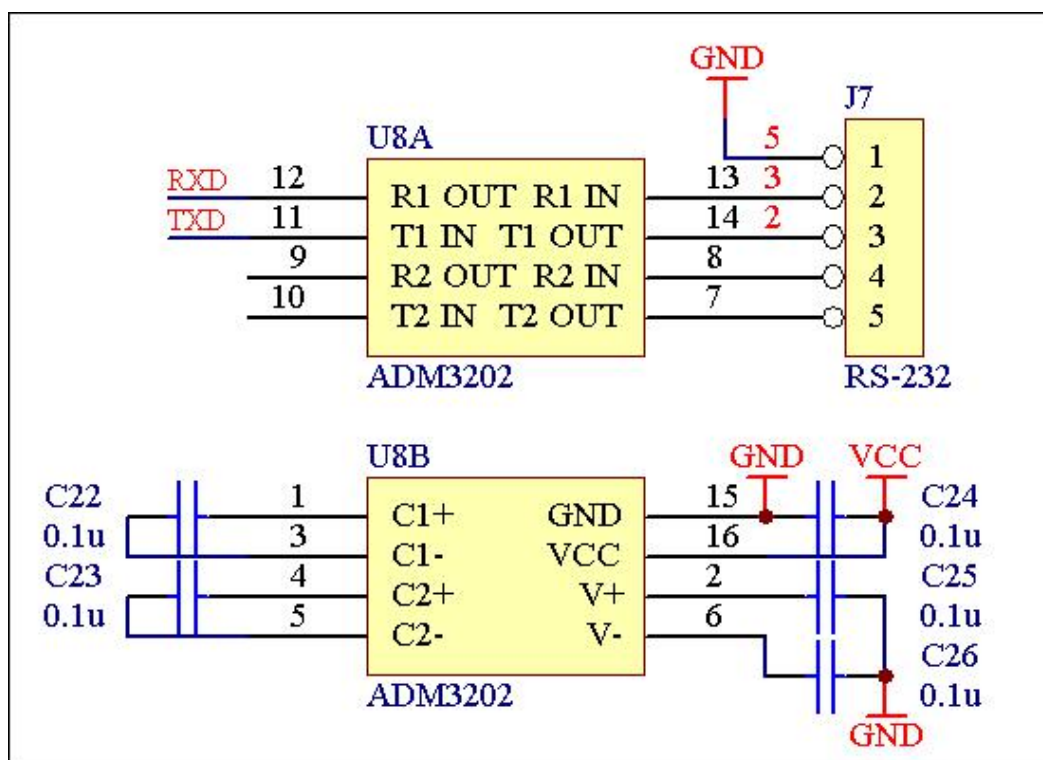 GND
J7
U8A
5
1
RXD 12 R1 OUT R1 IN 13 3 2
TXD 11 T1 IN T1 OUT 14 2 3
9 R2 OUT R2 IN 8 4
10 T2 IN T2 OUT 7 5
ADM3202
RS-232
U8B
GND
VCC
C22
0.1u
1 C1+ GND 15
C24
0.1u
3 C1- VCC 16
C23
0.1u
4 C2+ V+ 2
C25
0.1u
5 C2- V- 6
C26
0.1u
ADM3202
GND